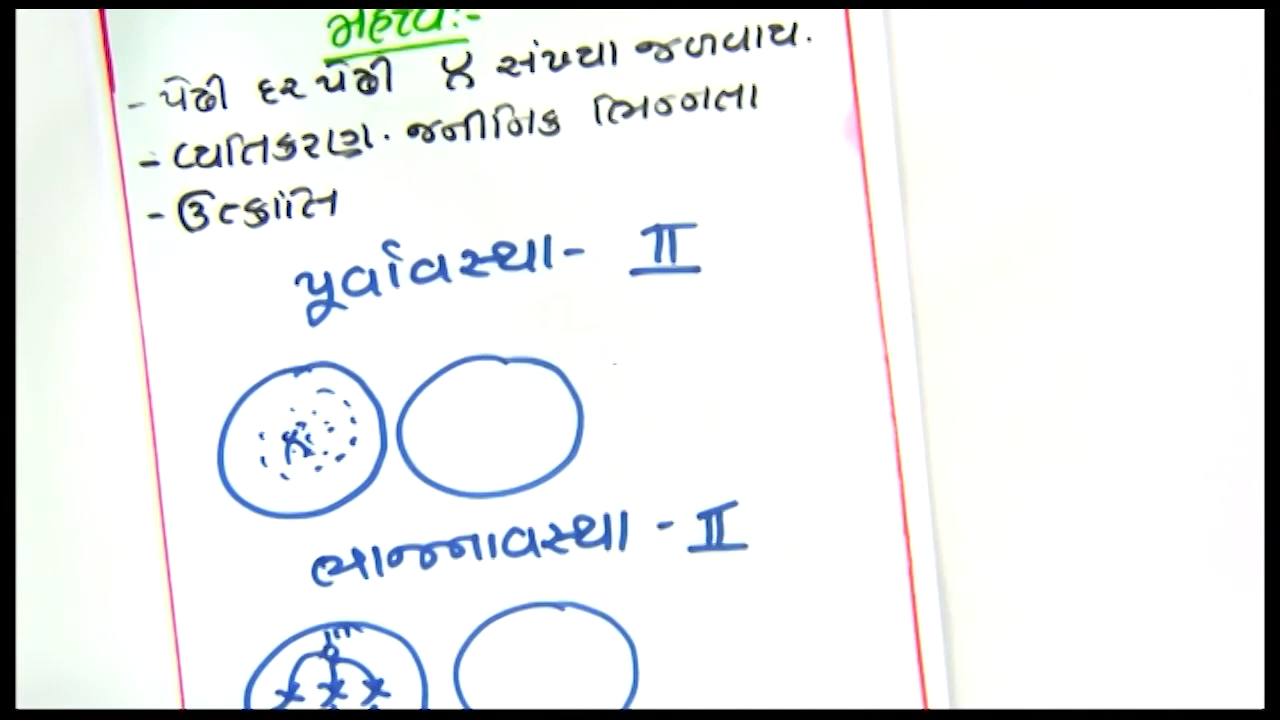 મહત્વ:-
- પેઢી દર પેઢી ૪ સંખ્યા જળવાય.
- વ્યતિકરણ. જનીનિક ભિન્નતા
- ઉત્ક્રાંતિ
પૂર્વાવસ્થા - II
ભાજનાવસ્થા - II